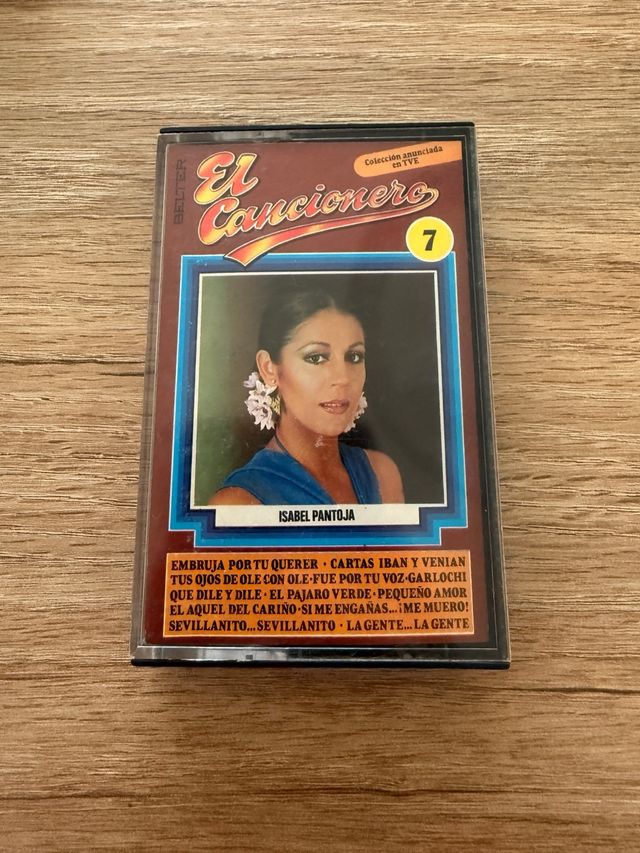 BELTER
El
Cancionero
Colección anunciada
en TVE
7
ISABEL PANTOJA
EMBRUJA POR TU QUERER · CARTAS IBAN Y VENIAN
TUS OJOS DE OLE CON OLE · FUE POR TU VOZ · GARLOCHI
QUE DILE Y DILE · EL PAJARO VERDE · PEQUEÑO AMOR
EL AQUEL DEL CARIÑO · SI ME ENGAÑAS... ¡ME MUERO!
SEVILLANITO... SEVILLANITO · LA GENTE... LA GENTE